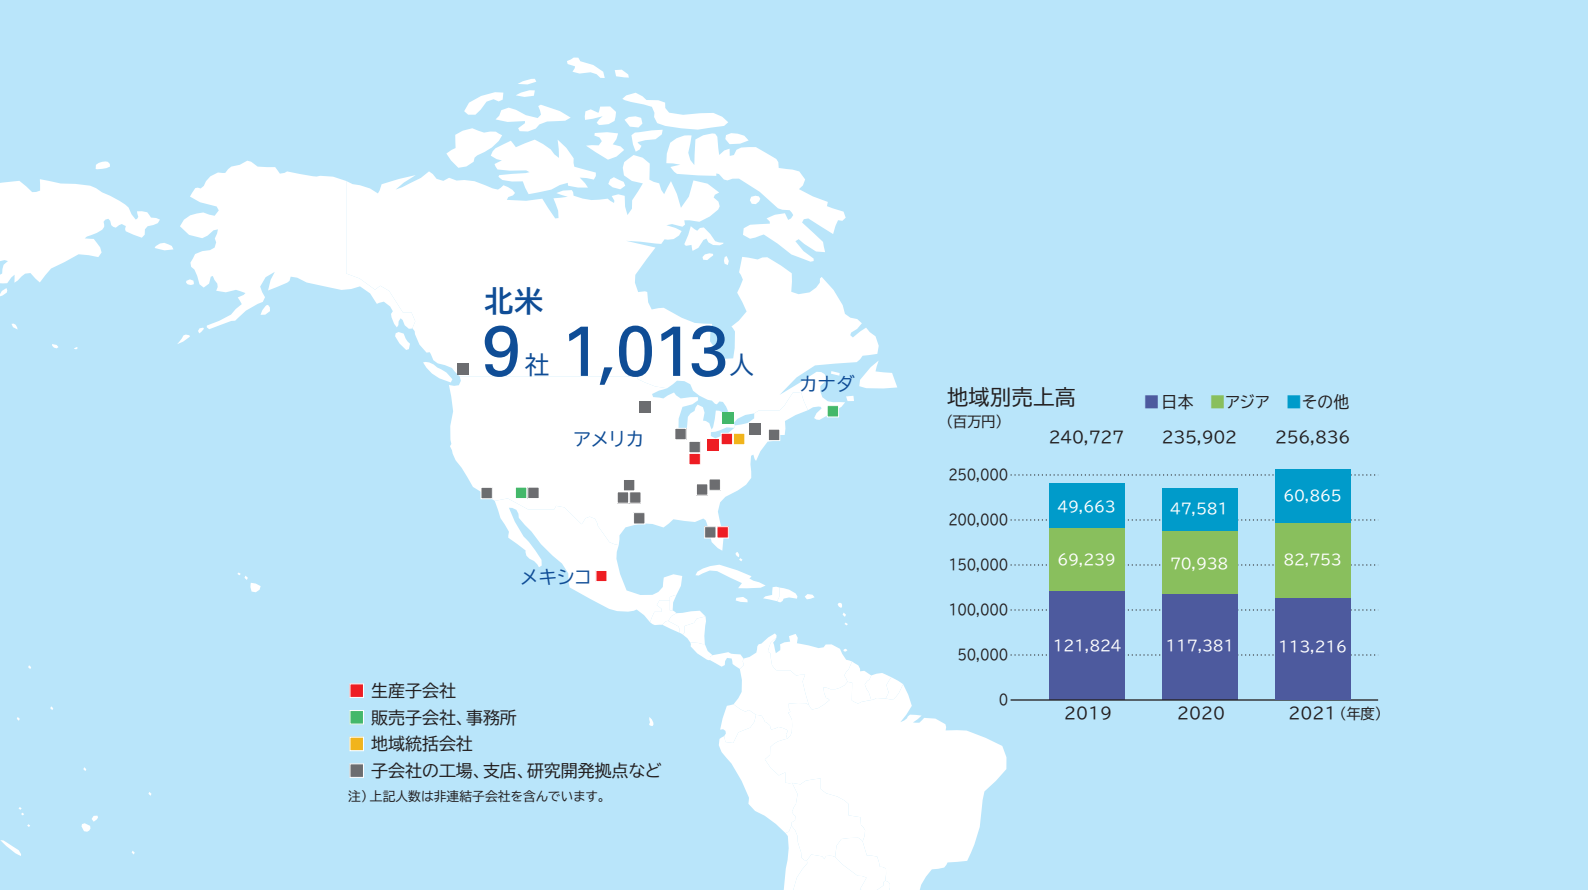 北米
9社 1,013人
カナダ
アメリカ
メキシコ
生産子会社
販売子会社、事務所
地域統括会社
子会社の工場、支店、研究開発拠点など
注）上記人数は非連結子会社を含んでいます。
地域別売上高
（百万円）
日本 アジア その他
240,727 235,902 256,836
250,000
200,000
150,000
100,000
50,000
0
49,663 47,581 60,865
69,239 70,938 82,753
121,824 117,381 113,216
2019 2020 2021（年度）